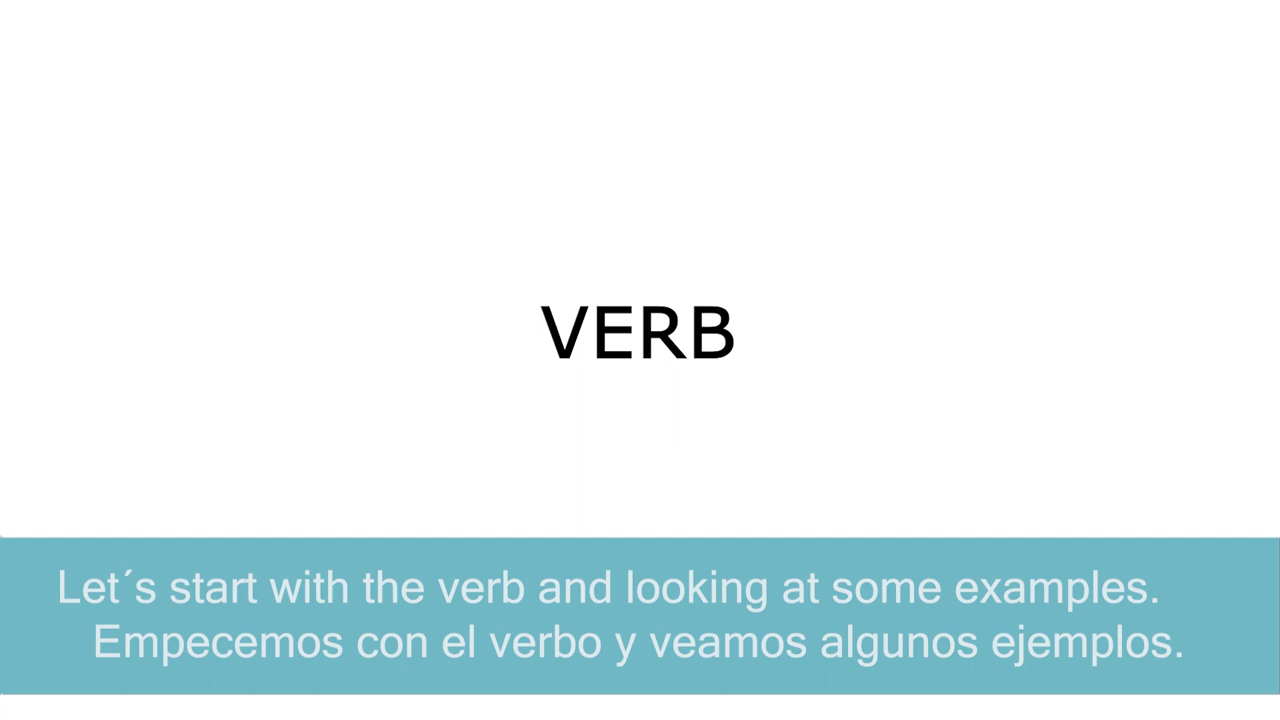 VERB
Let´s start with the verb and looking at some examples.
Empecemos con el verbo y veamos algunos ejemplos.